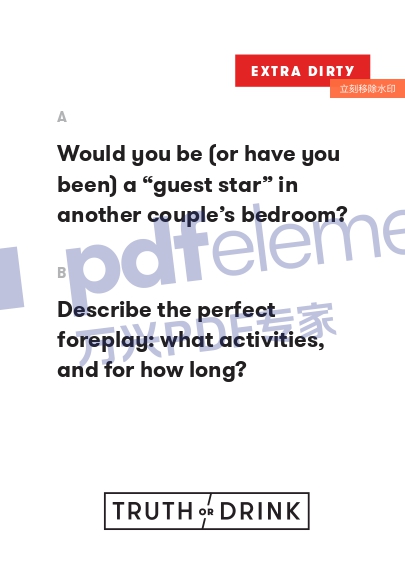 EXTRA DIRTY
立刻移除水印
A
Would you be (or have you
been) a “guest star” in
another couple’s bedroom?
pdfeleme
B
Describe the perfect
foreplay: what activities,
and for how long?
万兴PDF专家
TRUTH OR DRINK